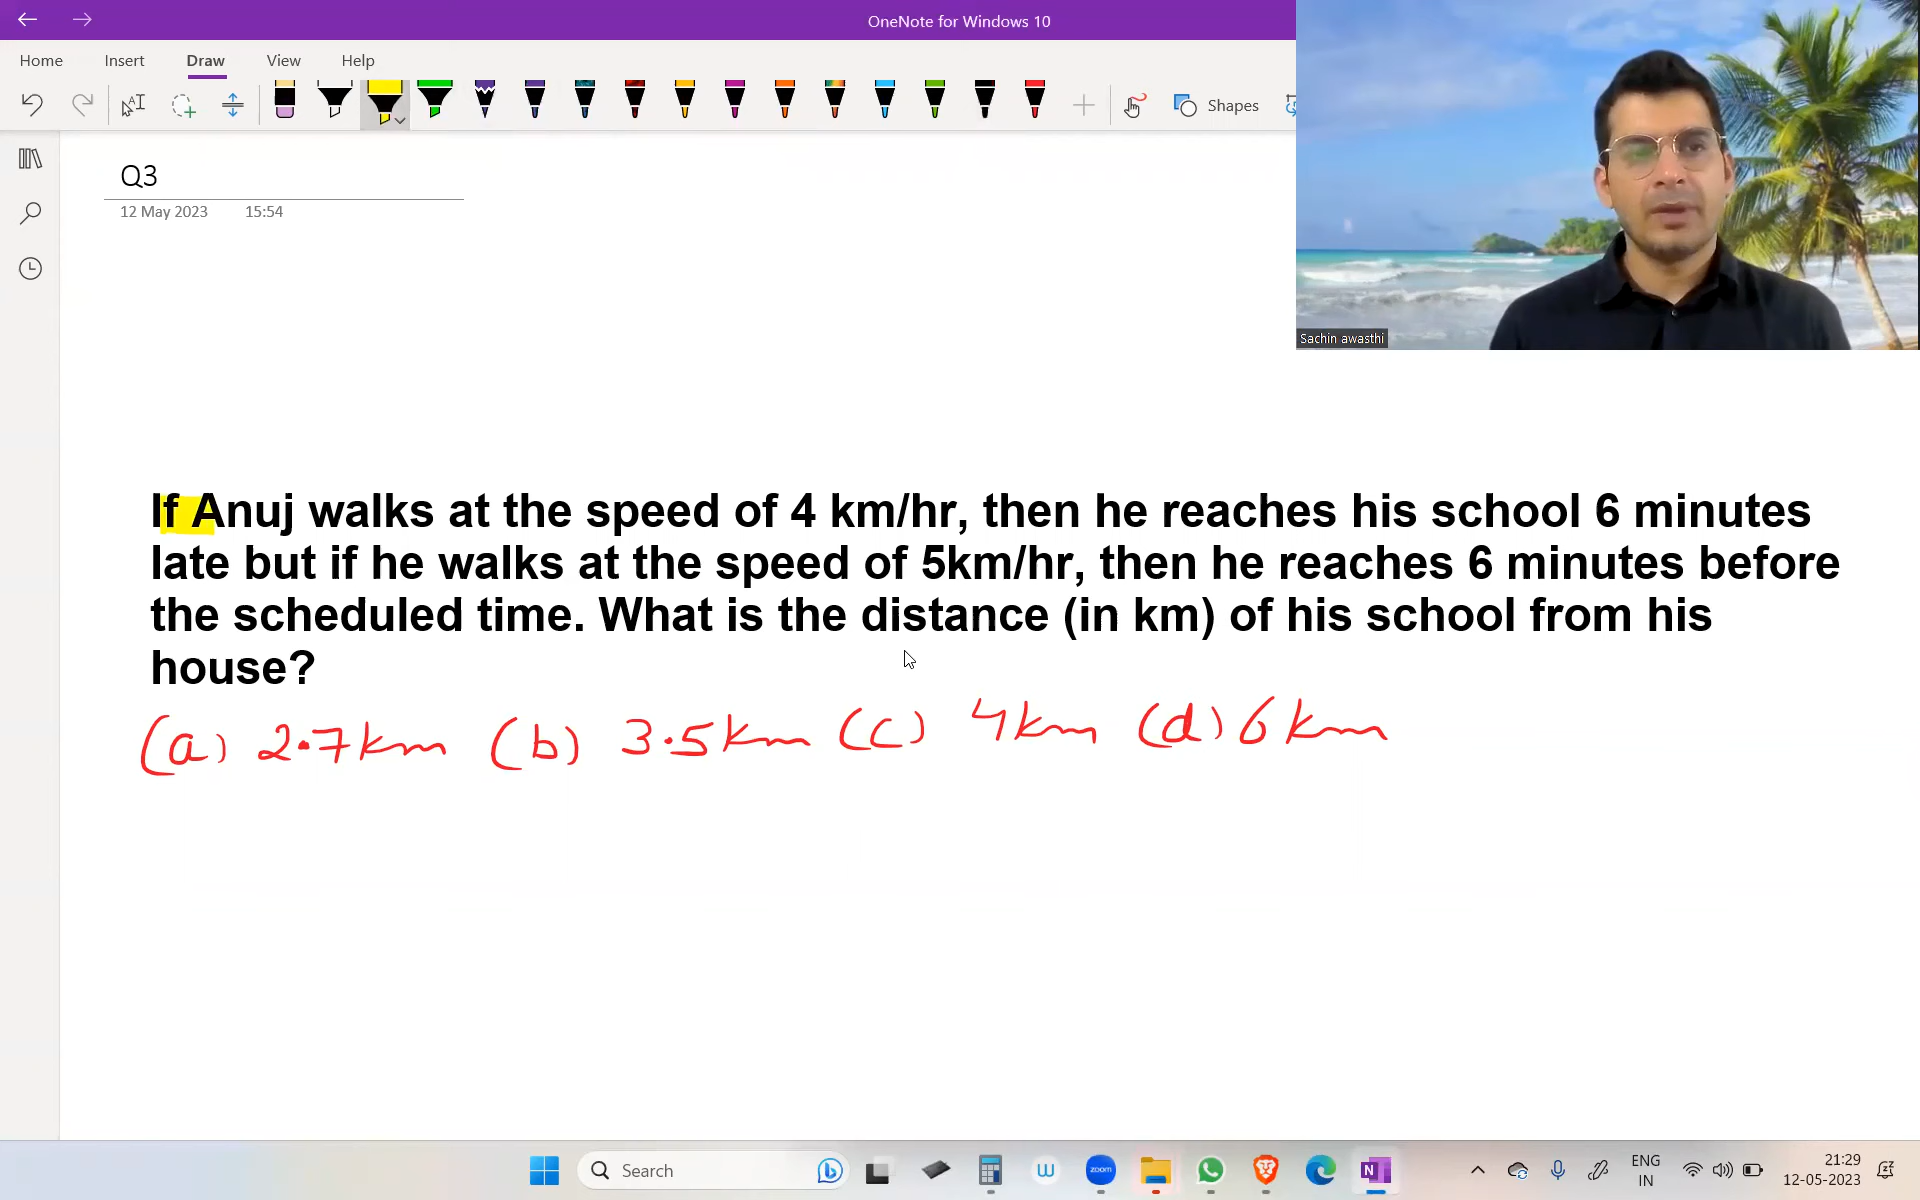 OneNote for Windows 10
Home Insert Draw View Help
Shapes
Q3
12 May 2023 15:54
Sachin awasthi
If Anuj walks at the speed of 4 km/hr, then he reaches his school 6 minutes
late but if he walks at the speed of 5km/hr, then he reaches 6 minutes before
the scheduled time. What is the distance (in km) of his school from his
house?
(a) 2.7km (b) 3.5km (c) 4km (d) 6km
Search
zoom
ENG
IN
21:29
12-05-2023